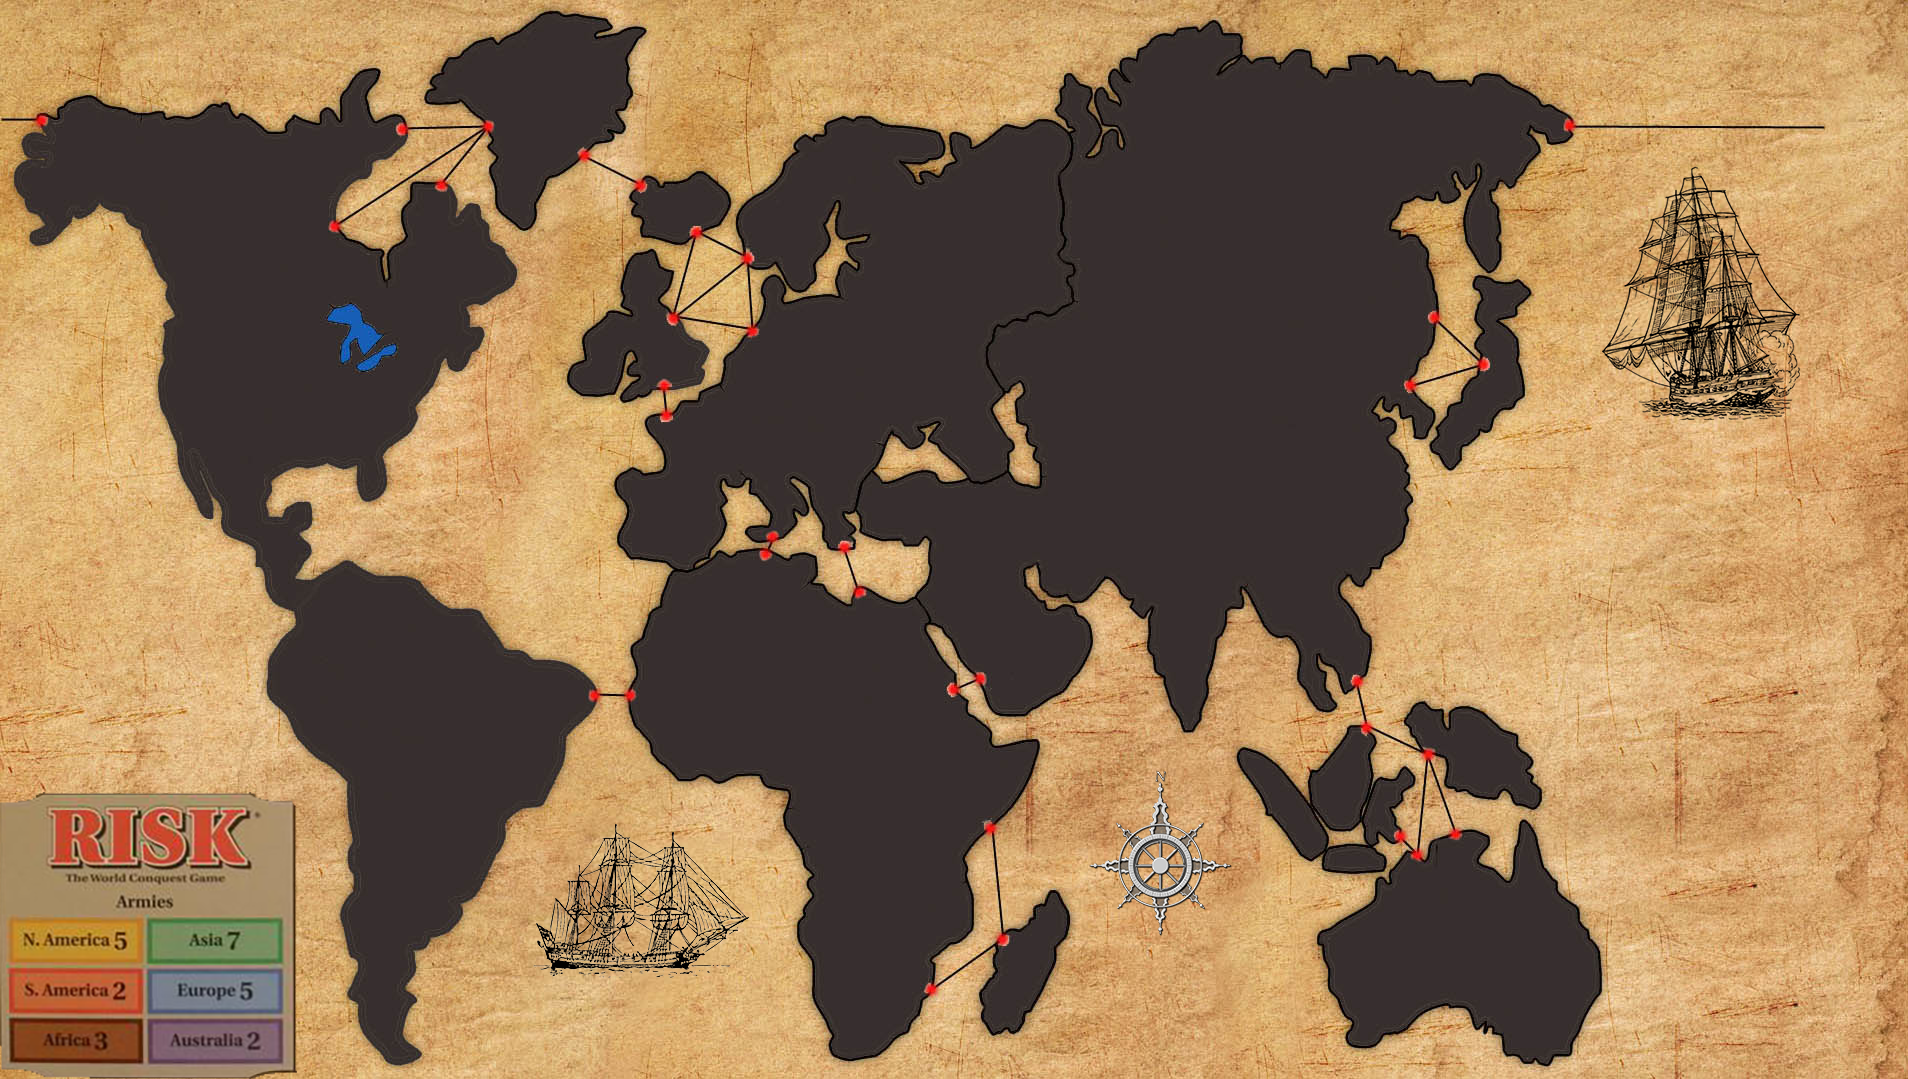 N
RISK®
The World Conquest Game
Armies
N. America 5
Asia 7
S. America 2
Europe 5
Africa 3
Australia 2